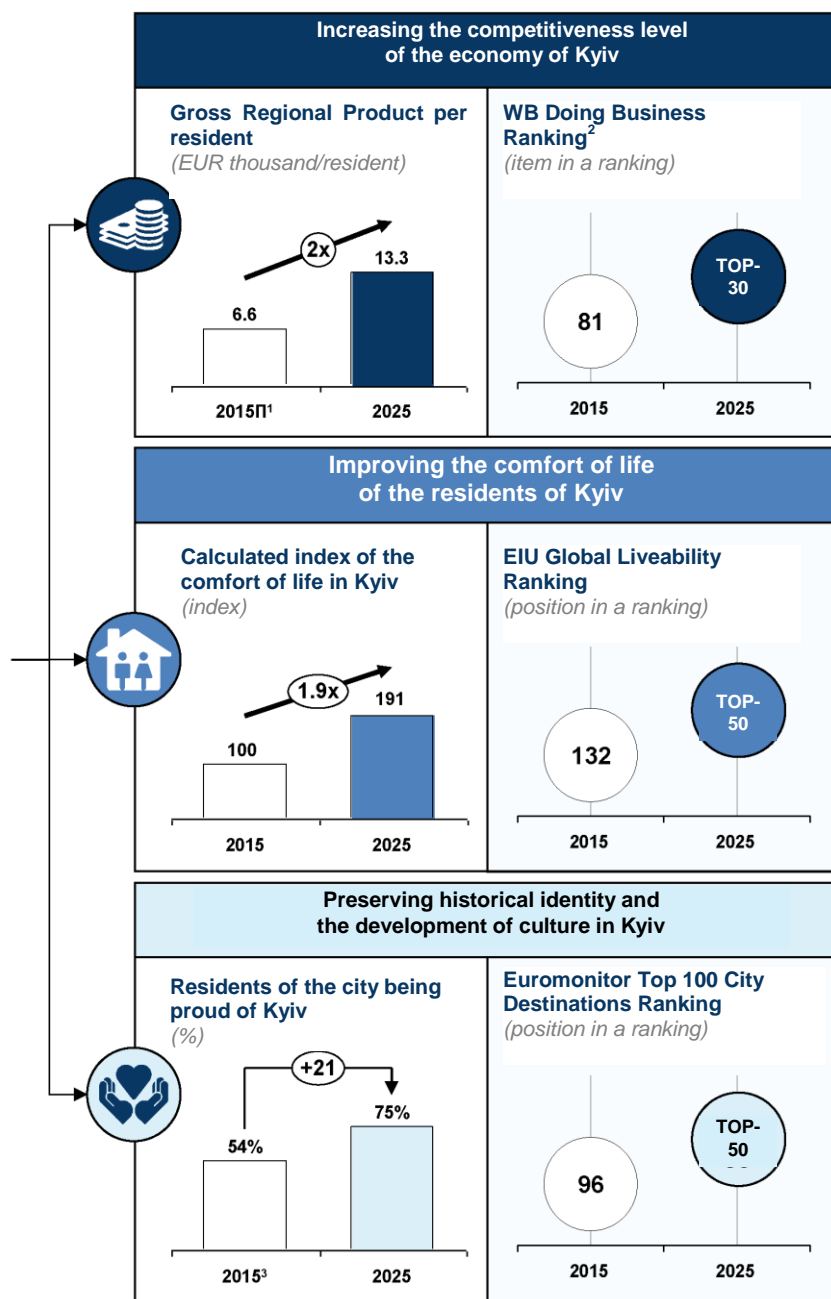 Increasing the competitiveness level
of the economy of Kyiv
Gross Regional Product per
resident
(EUR thousand/resident)
2x
13.3
6.6
2015П¹
2025
WB Doing Business
Ranking²
(item in a ranking)
TOP-
30
81
2015
2025
Improving the comfort of life
of the residents of Kyiv
Calculated index of the
comfort of life in Kyiv
(index)
1.9x
191
100
2015
2025
EIU Global Liveability
Ranking
(position in a ranking)
TOP-
50
132
2015
2025
Preserving historical identity and
the development of culture in Kyiv
Residents of the city being
proud of Kyiv
(%)
+21
75%
54%
2015³
2025
Euromonitor Top 100 City
Destinations Ranking
(position in a ranking)
TOP-
50
96
2015
2025